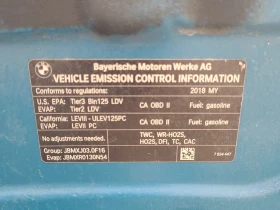 Bayerische Motoren Werke AG
VEHICLE EMISSION CONTROL INFORMATION
Conforms to regulations: 2018 MY
U.S. EPA: Tier3 Bin125 LDV CA OBD II Fuel: gasoline
EVAP: Tier2 LDV
California: LEVIII - ULEV125PC CA OBD II Fuel: gasoline
EVAP: LEVII PC
No adjustments needed. TWC, WR-HO2S,
HO2S, DFI, TC, CAC
Group: JBMXJ03.0F16
Evap: JBMXR0130N54